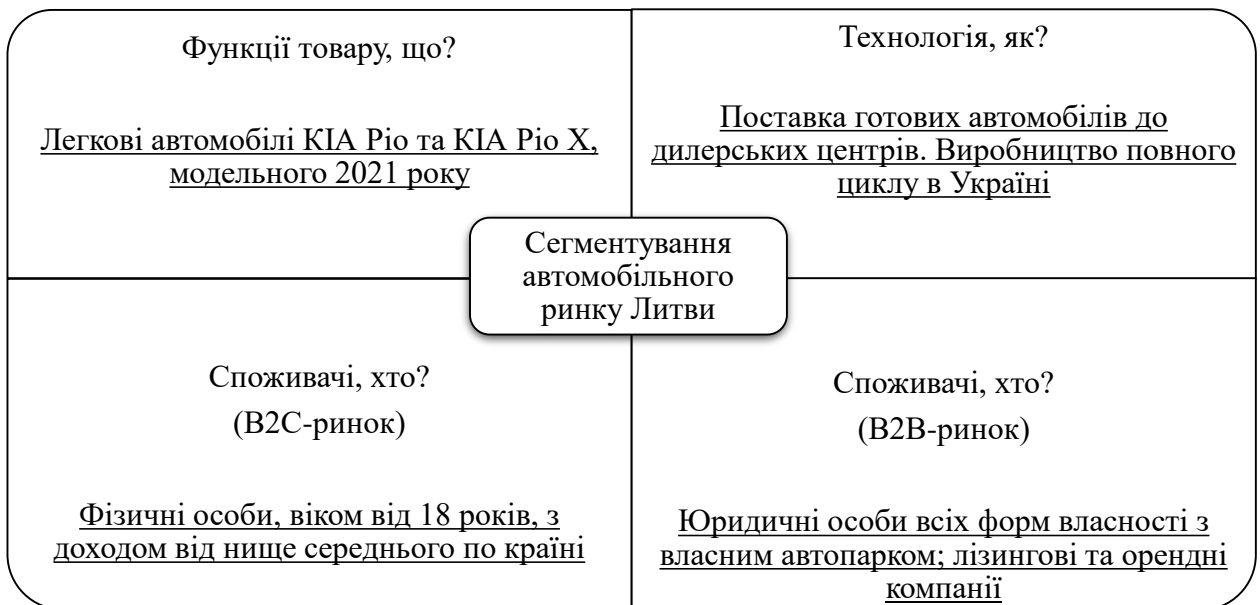 Функції товару, що?
Легкові автомобілі КІА Ріо та КІА Ріо Х,
модельного 2021 року
Технологія, як?
Поставка готових автомобілів до
дилерських центрів. Виробництво повного
циклу в Україні
Сегментування
автомобільного
ринку Литви
Споживачі, хто?
(B2C-ринок)
Фізичні особи, віком від 18 років, з
доходом від нище середнього по країні
Споживачі, хто?
(B2B-ринок)
Юридичні особи всіх форм власності з
власним автопарком; лізингові та орендні
компанії